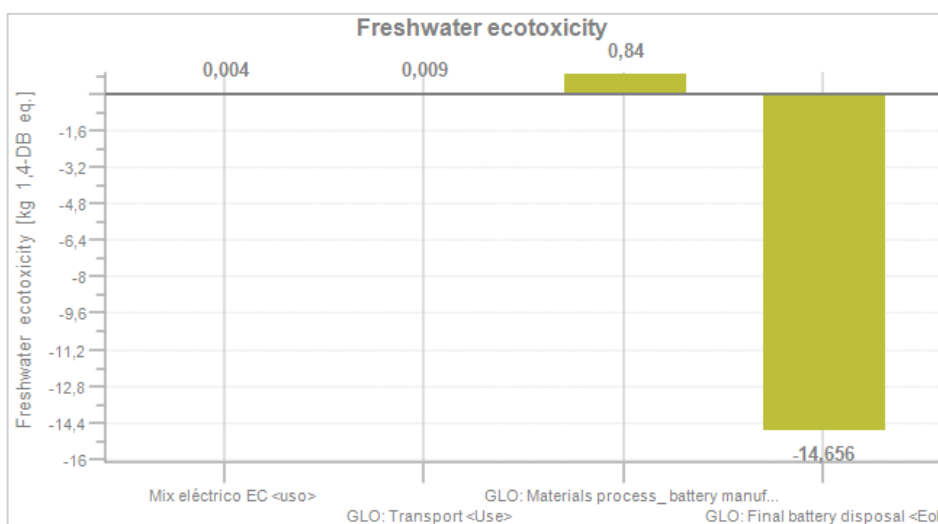 Freshwater ecotoxicity
0,004
0,009
0,84
Freshwater ecotoxicity [kg 1,4-DB eq.]
-1,6
-3,2
-4,8
-6,4
-8
-9,6
-11,2
-12,8
-14,4
-16
-14,656
Mix eléctrico EC <uso>
GLO: Materials process_ battery manuf...
GLO: Transport <Use>
GLO: Final battery disposal <Eol